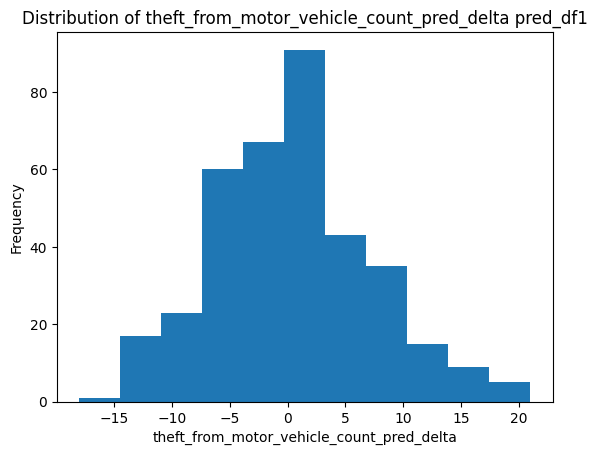 Distribution of theft_from_motor_vehicle_count_pred_delta pred_df1
Frequency
80
60
40
20
0
−15 −10 −5 0 5 10 15 20
theft_from_motor_vehicle_count_pred_delta